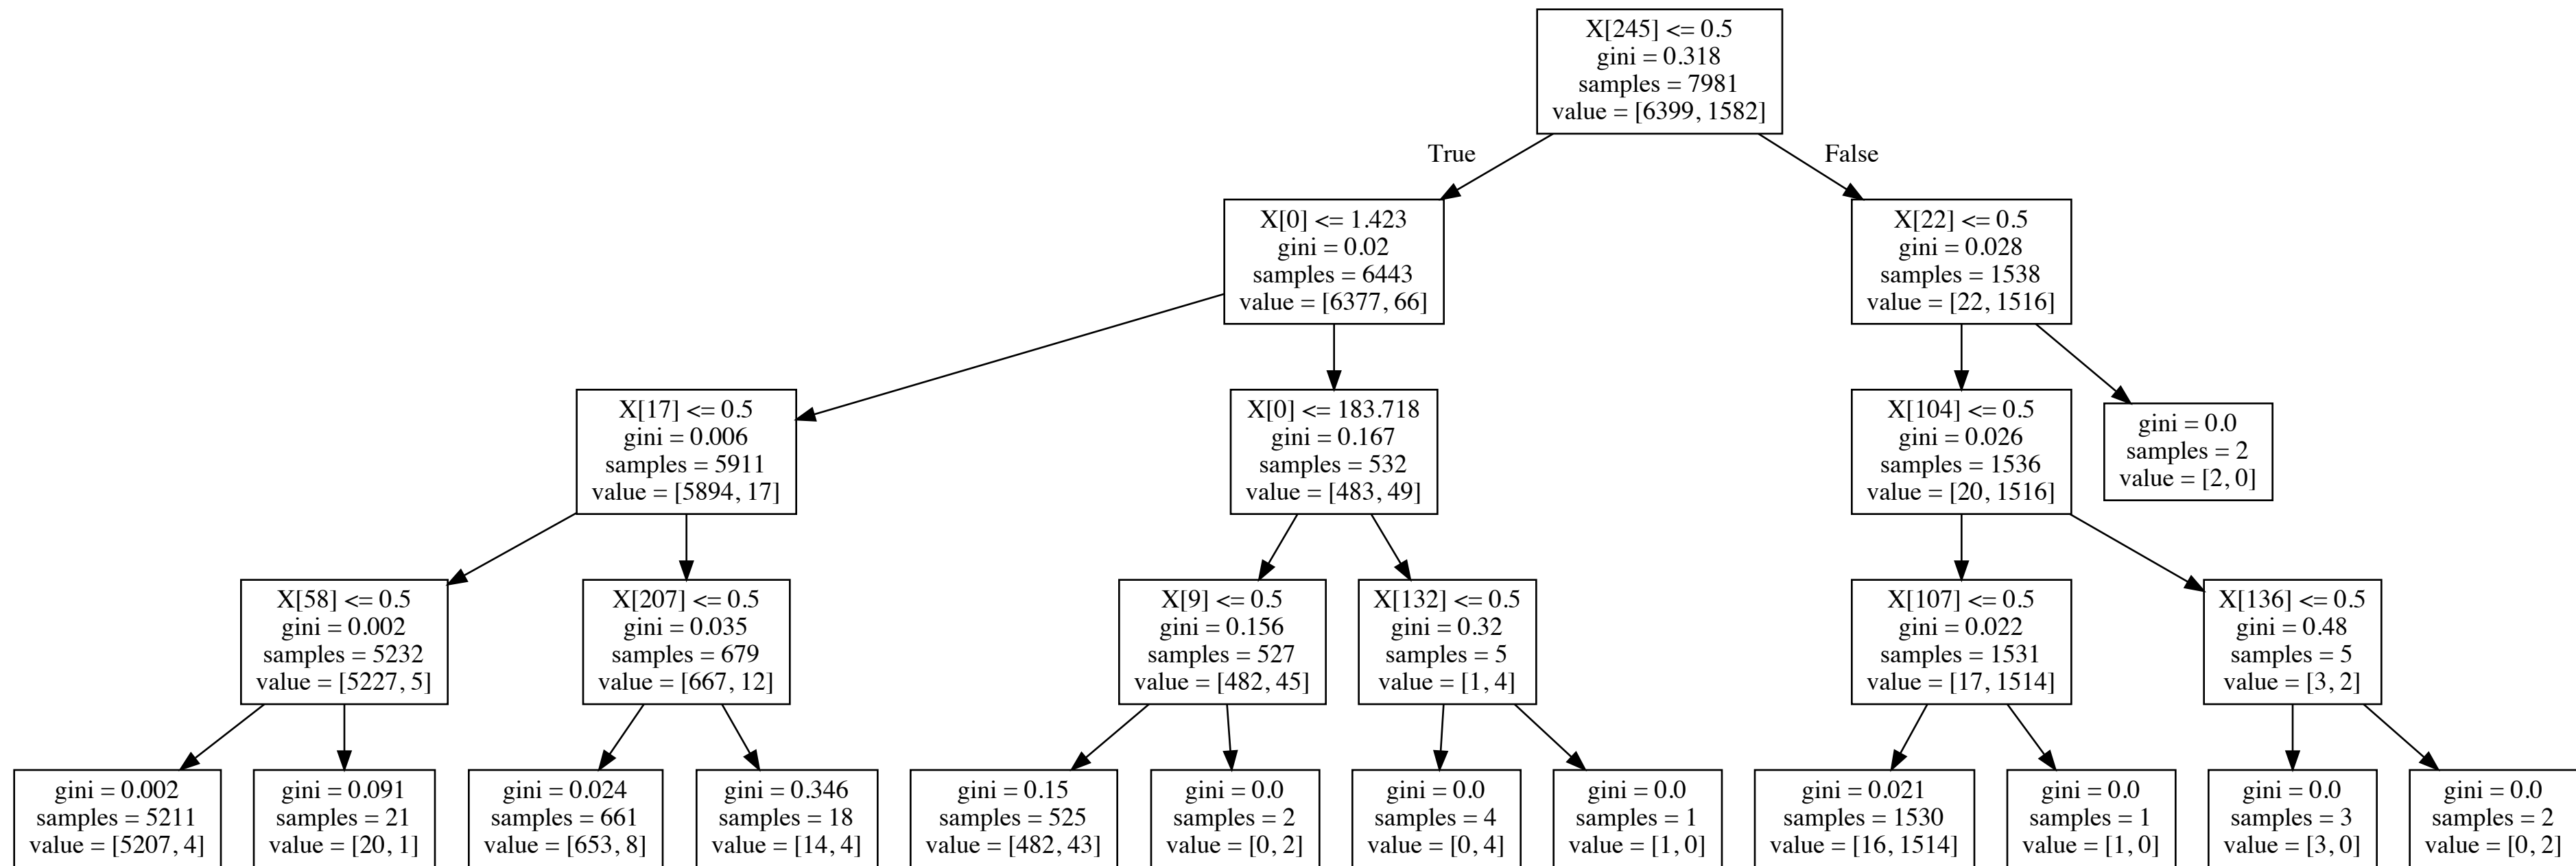 X[245] <= 0.5
gini = 0.318
samples = 7981
value = [6399, 1582]
True
False
X[0] <= 1.423
gini = 0.02
samples = 6443
value = [6377, 66]
X[22] <= 0.5
gini = 0.028
samples = 1538
value = [22, 1516]
X[17] <= 0.5
gini = 0.006
samples = 5911
value = [5894, 17]
X[0] <= 183.718
gini = 0.167
samples = 532
value = [483, 49]
X[104] <= 0.5
gini = 0.026
samples = 1536
value = [20, 1516]
gini = 0.0
samples = 2
value = [2, 0]
X[58] <= 0.5
gini = 0.002
samples = 5232
value = [5227, 5]
X[207] <= 0.5
gini = 0.035
samples = 679
value = [667, 12]
X[9] <= 0.5
gini = 0.156
samples = 527
value = [482, 45]
X[132] <= 0.5
gini = 0.32
samples = 5
value = [1, 4]
X[107] <= 0.5
gini = 0.022
samples = 1531
value = [17, 1514]
X[136] <= 0.5
gini = 0.48
samples = 5
value = [3, 2]
gini = 0.002
samples = 5211
value = [5207, 4]
gini = 0.091
samples = 21
value = [20, 1]
gini = 0.024
samples = 661
value = [653, 8]
gini = 0.346
samples = 18
value = [14, 4]
gini = 0.15
samples = 525
value = [482, 43]
gini = 0.0
samples = 2
value = [0, 2]
gini = 0.0
samples = 4
value = [0, 4]
gini = 0.0
samples = 1
value = [1, 0]
gini = 0.021
samples = 1530
value = [16, 1514]
gini = 0.0
samples = 1
value = [1, 0]
gini = 0.0
samples = 3
value = [3, 0]
gini = 0.0
samples = 2
value = [0, 2]